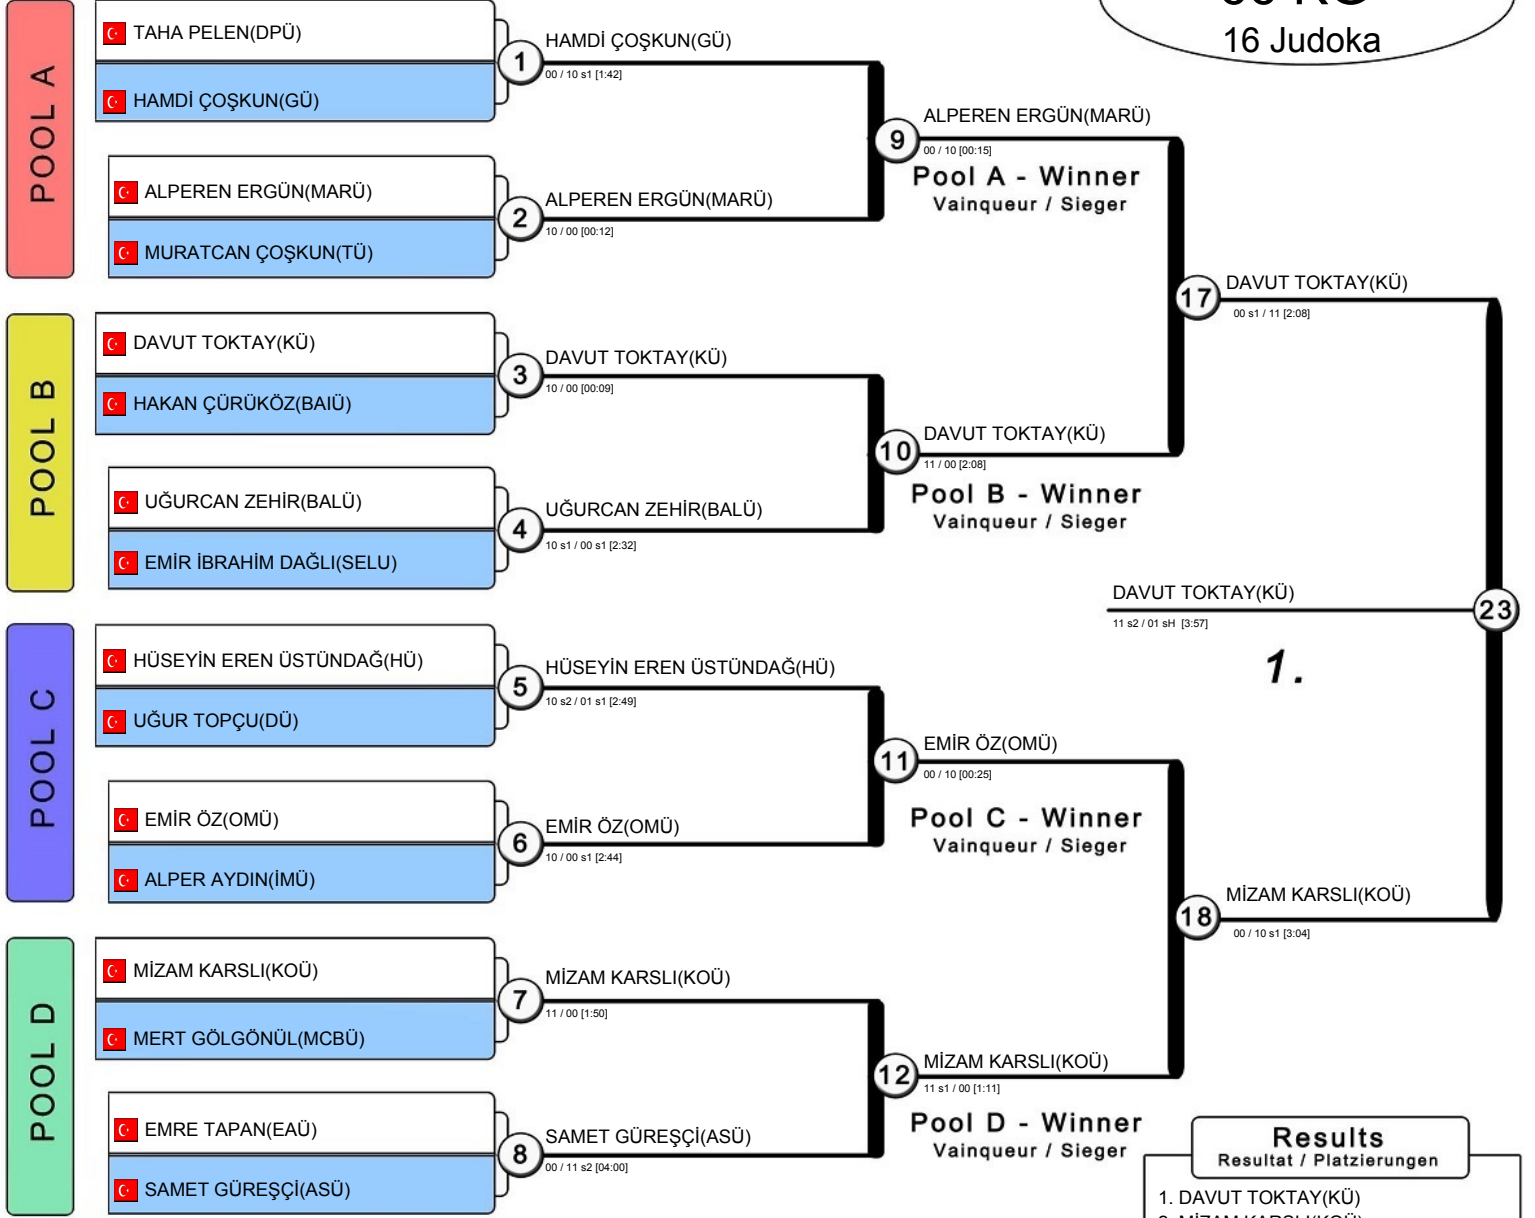 16 Judoka
POOL A
TAHA PELEN(DPÜ)
HAMDİ ÇOŞKUN(GÜ)
1
HAMDİ ÇOŞKUN(GÜ)
00 / 10 s1 [1:42]
ALPEREN ERGÜN(MARÜ)
MURATCAN ÇOŞKUN(TÜ)
2
ALPEREN ERGÜN(MARÜ)
10 / 00 [00:12]
9
ALPEREN ERGÜN(MARÜ)
00 / 10 [00:15]
Pool A - Winner
Vainqueur / Sieger
POOL B
DAVUT TOKTAY(KÜ)
HAKAN ÇÜRÜKÖZ(BAIÜ)
3
DAVUT TOKTAY(KÜ)
10 / 00 [00:09]
UĞURCAN ZEHİR(BALÜ)
EMİR İBRAHİM DAĞLI(SELU)
4
UĞURCAN ZEHİR(BALÜ)
10 s1 / 00 s1 [2:32]
10
DAVUT TOKTAY(KÜ)
11 / 00 [2:08]
Pool B - Winner
Vainqueur / Sieger
17
DAVUT TOKTAY(KÜ)
00 s1 / 11 [2:08]
POOL C
HÜSEYİN EREN ÜSTÜNDAĞ(HÜ)
UĞUR TOPÇU(DÜ)
5
HÜSEYİN EREN ÜSTÜNDAĞ(HÜ)
10 s2 / 01 s1 [2:49]
EMİR ÖZ(OMÜ)
ALPER AYDIN(İMÜ)
6
EMİR ÖZ(OMÜ)
10 / 00 s1 [2:44]
11
EMİR ÖZ(OMÜ)
00 / 10 [00:25]
Pool C - Winner
Vainqueur / Sieger
POOL D
MİZAM KARSLI(KOÜ)
MERT GÖLGÖNÜL(MCBÜ)
7
MİZAM KARSLI(KOÜ)
11 / 00 [1:50]
EMRE TAPAN(EAÜ)
SAMET GÜREŞÇİ(ASÜ)
8
SAMET GÜREŞÇİ(ASÜ)
00 / 11 s2 [04:00]
12
MİZAM KARSLI(KOÜ)
11 s1 / 00 [1:11]
Pool D - Winner
Vainqueur / Sieger
18
MİZAM KARSLI(KOÜ)
00 / 10 s1 [3:04]
23
DAVUT TOKTAY(KÜ)
11 s2 / 01 sH [3:57]
1.
Results
Resultat / Platzierungen
1. DAVUT TOKTAY(KÜ)
2. MİZAM KARSLI(KOÜ)